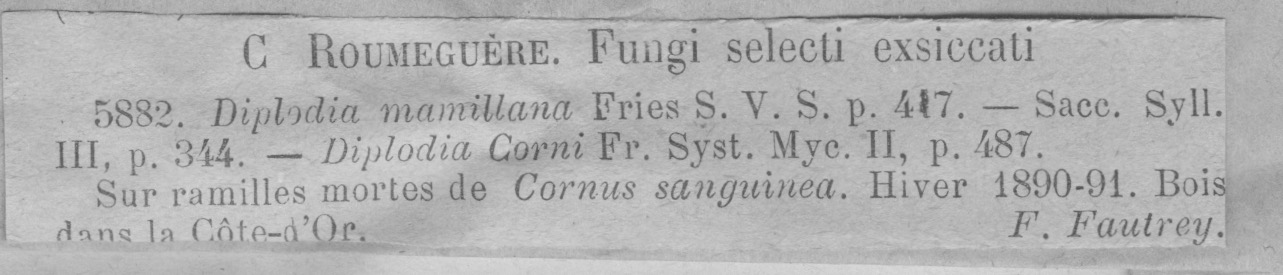 C ROUMEGUÈRE. Fungi selecti exsiccati
5882. Diplodia mamillana Fries S. V. S. p. 417. — Sacc. Syll.
III, p. 344. — Diplodia Corni Fr. Syst. Myc. II, p. 487.
Sur ramilles mortes de Cornus sanguinea. Hiver 1890-91. Bois
dans la Côte-d'Or. F. Fautrey.